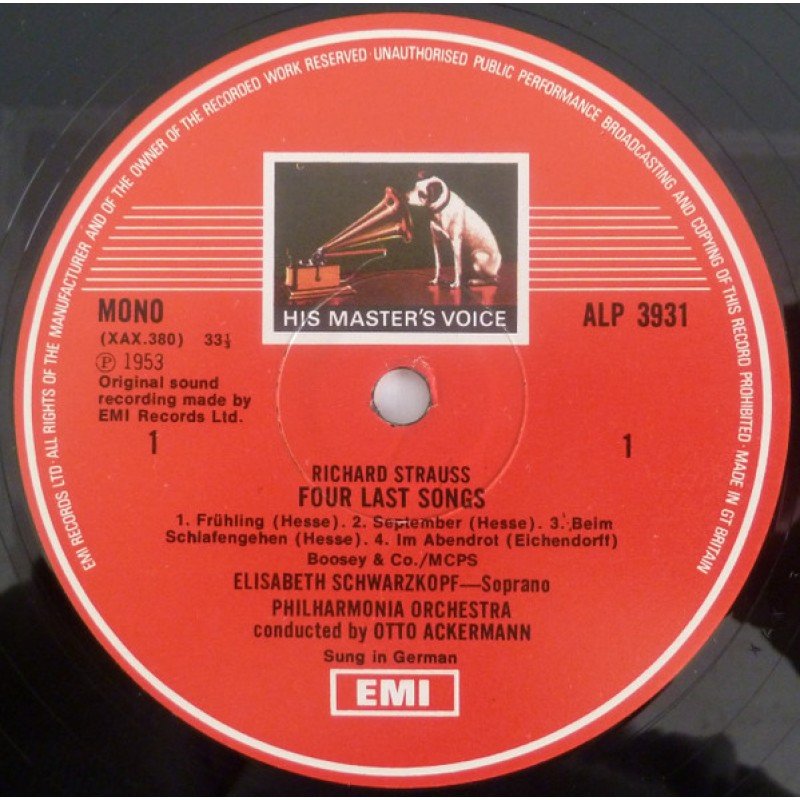 EMI RECORDS LTD · ALL RIGHTS OF THE MANUFACTURER AND OF THE OWNER OF THE RECORDED WORK RESERVED · UNAUTHORISED PUBLIC PERFORMANCE BROADCASTING AND COPYING OF THIS RECORD PROHIBITED · MADE IN GT BRITAIN
HIS MASTER'S VOICE
MONO
ALP 3931
(XAX.380) 33⅓
℗ 1953
Original sound
recording made by
EMI Records Ltd.
1 1
RICHARD STRAUSS
FOUR LAST SONGS
1. Frühling (Hesse). 2. September (Hesse). 3. Beim
Schlafengehen (Hesse). 4. Im Abendrot (Eichendorff)
Boosey & Co./MCPS
ELISABETH SCHWARZKOPF—Soprano
PHILHARMONIA ORCHESTRA
conducted by OTTO ACKERMANN
Sung in German
EMI